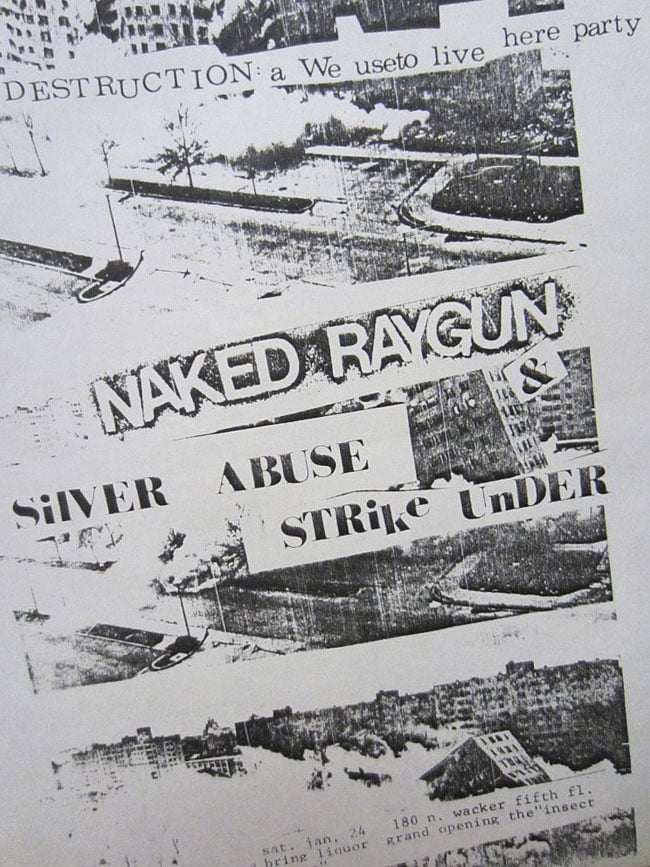 DESTRUCTION: a We useto live here party
NAKED RAYGUN
&
SilVER ABUSE
STRiKe UnDER
sat. jan. 24 180 n. wacker fifth fl.
bring liquor grand opening the"insect
"